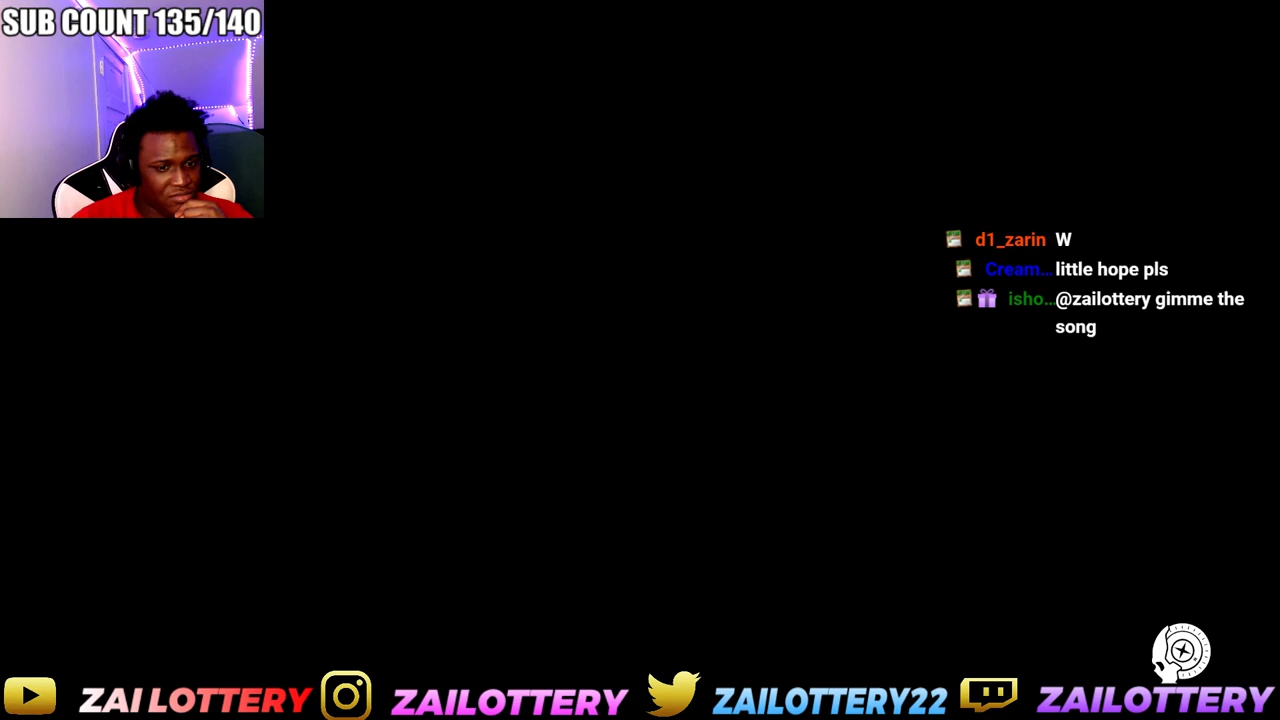 SUB COUNT 135/140
d1_zarin W
Cream… little hope pls
isho… @zailottery gimme the
song
ZAI LOTTERY ZAILOTTERY ZAILOTTERY22 ZAILOTTERY